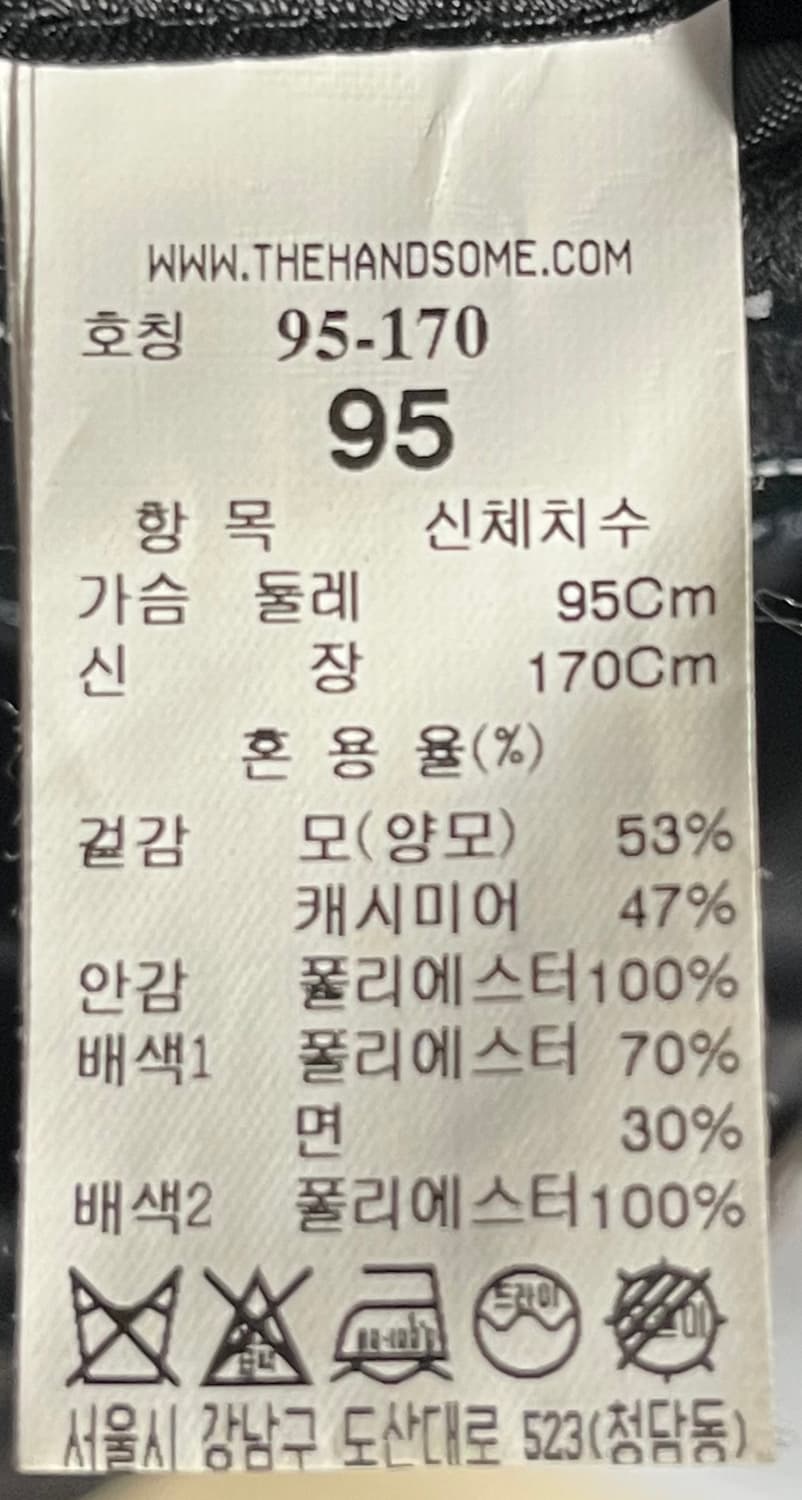 WWW.THEHANDSOME.COM
호칭 95-170
95
항 목 신체치수
가슴 둘레 95Cm
신 장 170Cm
혼 용 율(%)
겉감 모(양모) 53%
캐시미어 47%
안감 폴리에스터100%
배색1 폴리에스터 70%
면 30%
배색2 폴리에스터100%
드라이
서울시 강남구 도산대로 523(청담동)